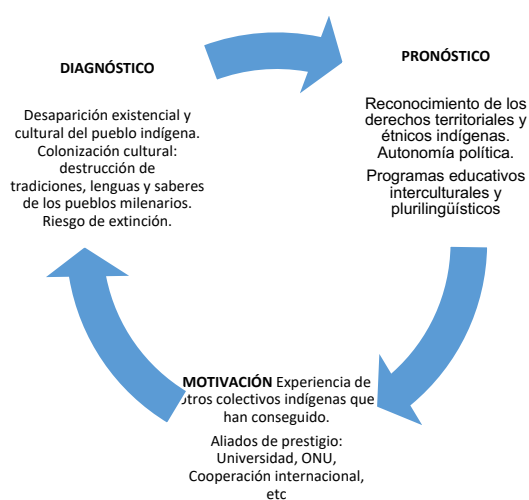 DIAGNÓSTICO
Desaparición existencial y
cultural del pueblo indígena.
Colonización cultural:
destrucción de
tradiciones, lenguas y saberes
de los pueblos milenarios.
Riesgo de extinción.
PRONÓSTICO
Reconocimiento de los
derechos territoriales y
étnicos indígenas.
Autonomía política.
Programas educativos
interculturales y
plurilingüísticos
MOTIVACIÓN Experiencia de
otros colectivos indígenas que
han conseguido.
Aliados de prestigio:
Universidad, ONU,
Cooperación internacional,
etc